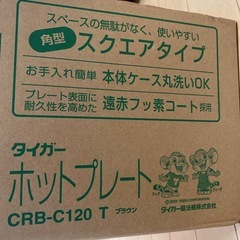 スペースの無駄がなく、使いやすい
角型 スクエアタイプ
お手入れ簡単 本体ケース丸洗いOK
プレート表面に
耐久性を高めた 遠赤フッ素コート採用
タイガー
ホットプレート
CRB-C120 T ブラウン
タイガー魔法瓶株式会社